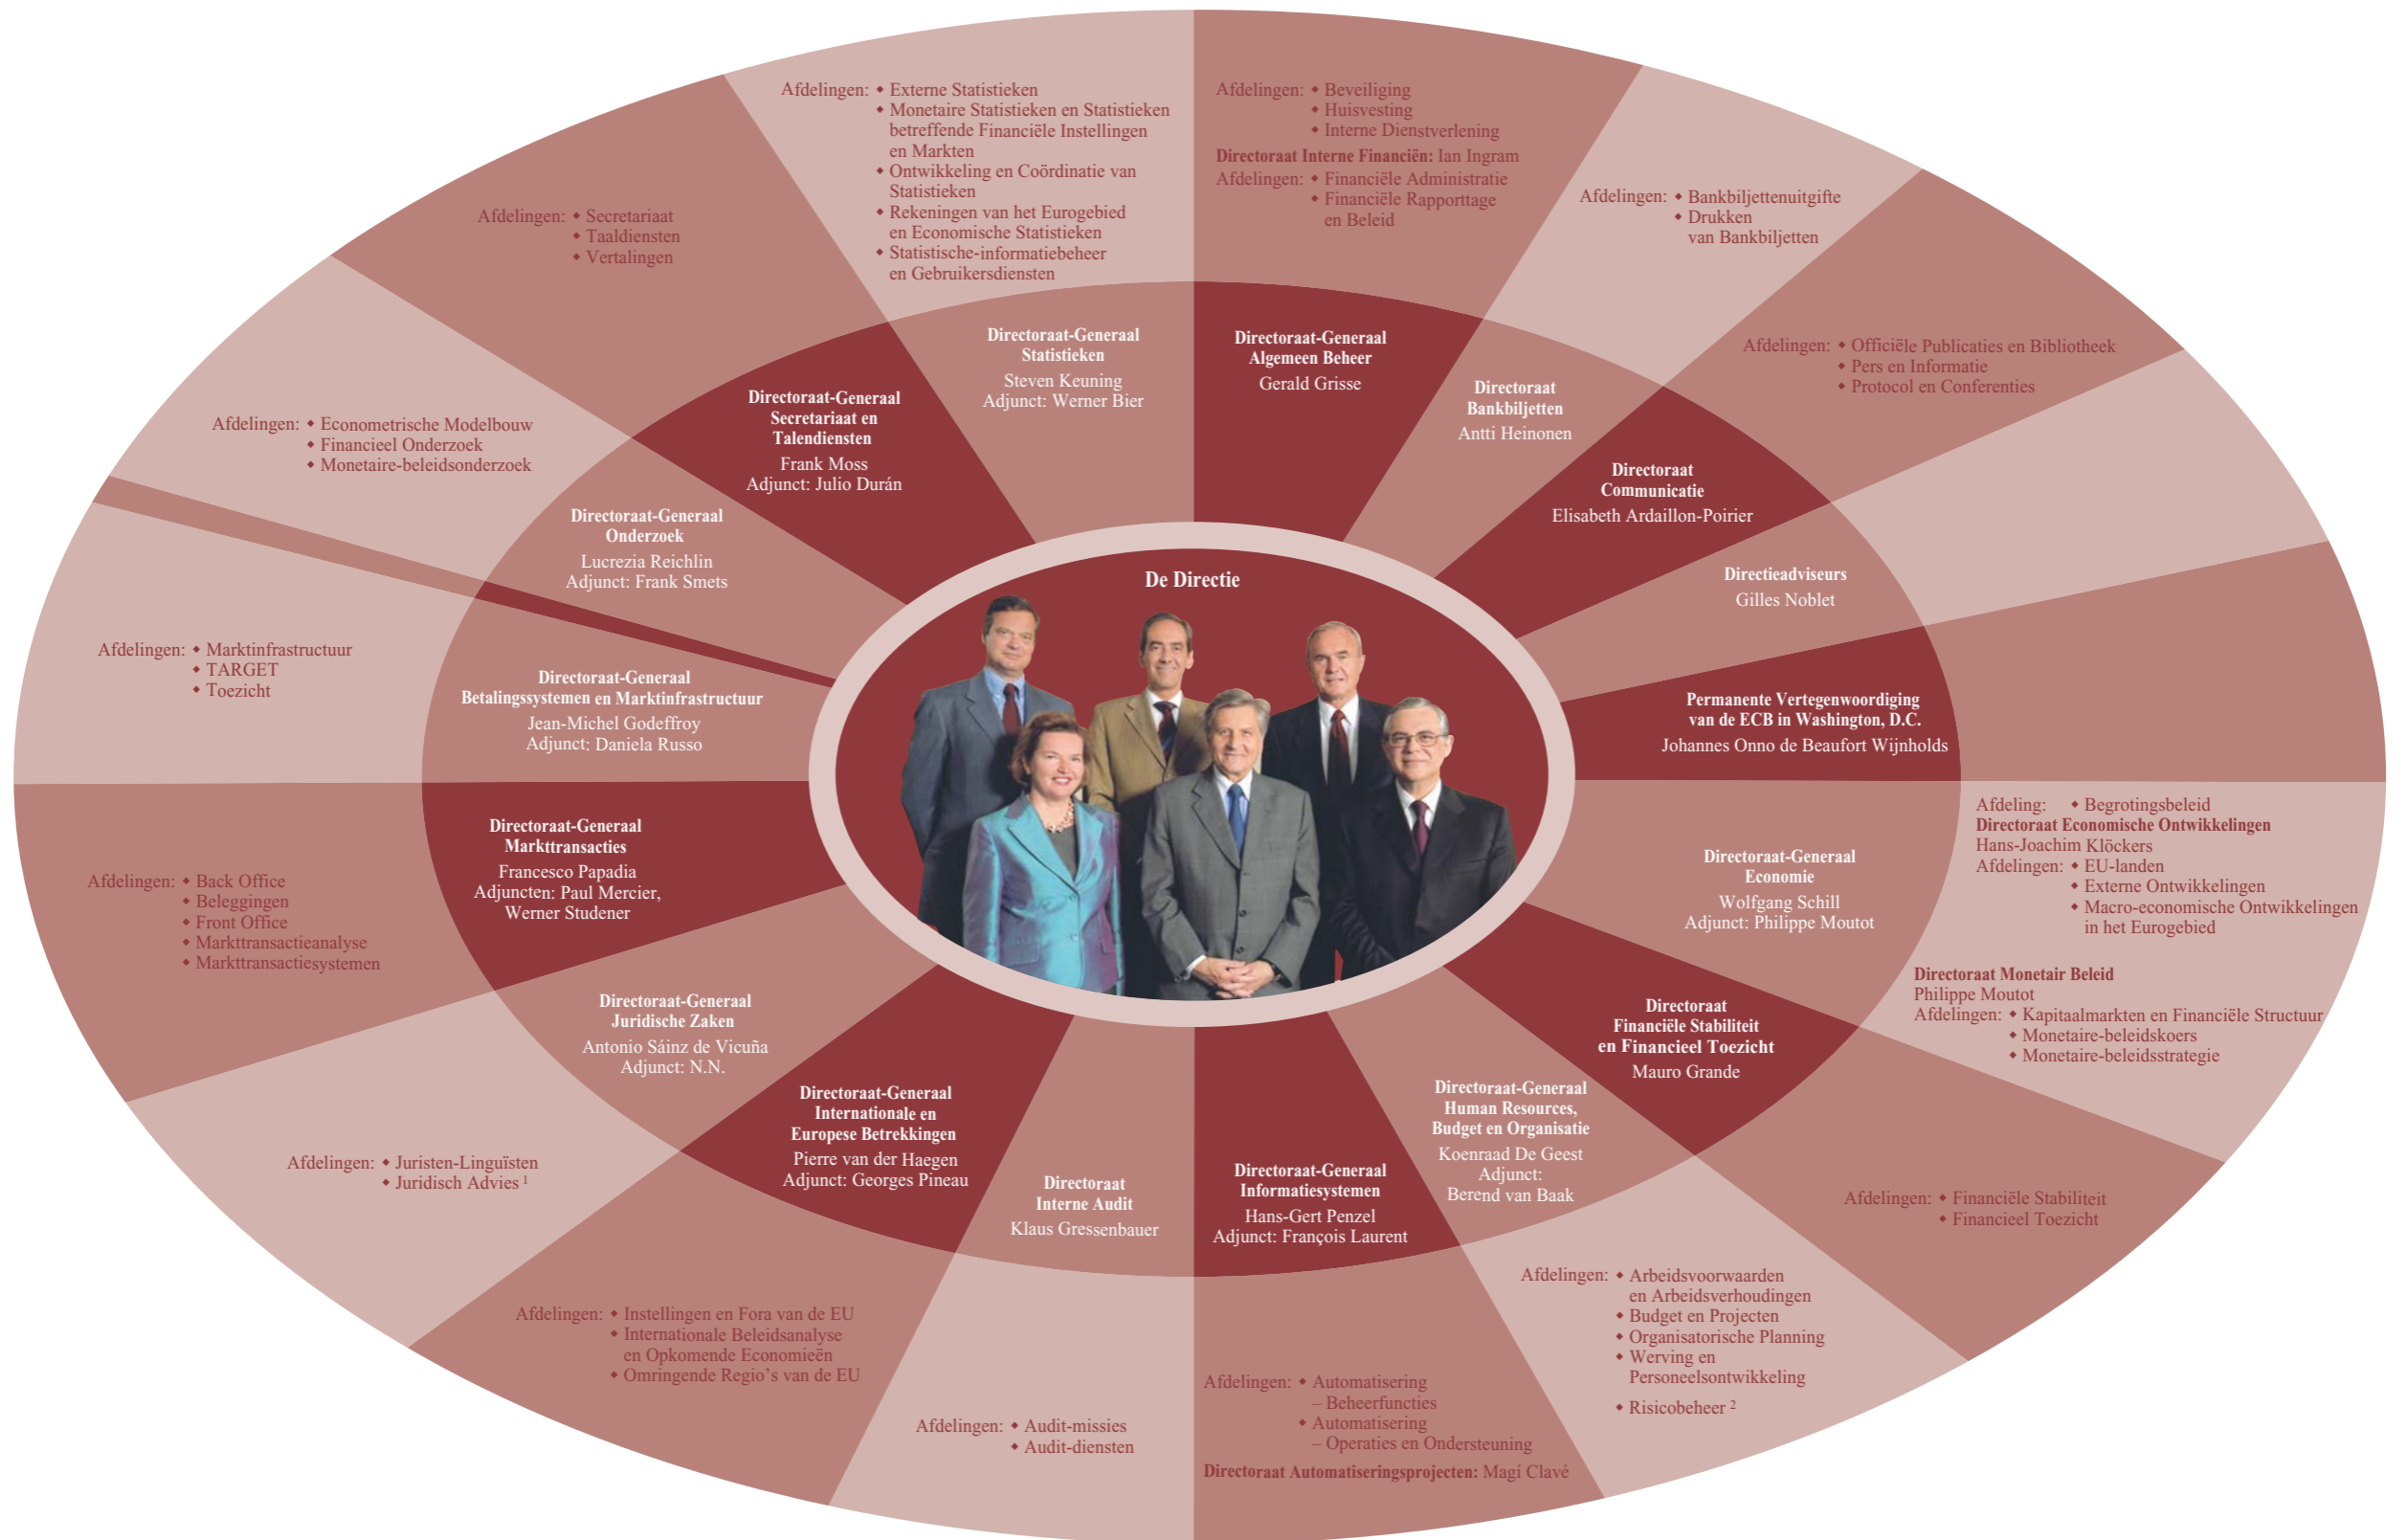 De Directie
Afdelingen: ◆ Beveiliging
◆ Huisvesting
◆ Interne Dienstverlening
Directoraat Interne Financiën: Ian Ingram
Afdelingen: ◆ Financiële Administratie
◆ Financiële Rapporttage
en Beleid
Directoraat-Generaal
Algemeen Beheer
Gerald Grisse
Afdelingen: ◆ Bankbiljettenuitgifte
◆ Drukken
van Bankbiljetten
Directoraat
Bankbiljetten
Antti Heinonen
Afdelingen: ◆ Officiële Publicaties en Bibliotheek
◆ Pers en Informatie
◆ Protocol en Conferenties
Directoraat
Communicatie
Elisabeth Ardaillon-Poirier
Directieadviseurs
Gilles Noblet
Permanente Vertegenwoordiging
van de ECB in Washington, D.C.
Johannes Onno de Beaufort Wijnholds
Directoraat-Generaal
Economie
Wolfgang Schill
Adjunct: Philippe Moutot
Afdeling: ◆ Begrotingsbeleid
Directoraat Economische Ontwikkelingen
Hans-Joachim Klöckers
Afdelingen: ◆ EU-landen
◆ Externe Ontwikkelingen
◆ Macro-economische Ontwikkelingen
in het Eurogebied
Directoraat Monetair Beleid
Philippe Moutot
Afdelingen: ◆ Kapitaalmarkten en Financiële Structuur
◆ Monetaire-beleidskoers
◆ Monetaire-beleidsstrategie
Directoraat
Financiële Stabiliteit
en Financieel Toezicht
Mauro Grande
Afdelingen: ◆ Financiële Stabiliteit
◆ Financieel Toezicht
Directoraat-Generaal
Human Resources,
Budget en Organisatie
Koenraad De Geest
Adjunct:
Berend van Baak
Afdelingen: ◆ Arbeidsvoorwaarden
en Arbeidsverhoudingen
◆ Budget en Projecten
◆ Organisatorische Planning
◆ Werving en
Personeelsontwikkeling
◆ Risicobeheer 2
Directoraat-Generaal
Informatiesystemen
Hans-Gert Penzel
Adjunct: François Laurent
Afdelingen: ◆ Automatisering
– Beheerfuncties
◆ Automatisering
– Operaties en Ondersteuning
Directoraat Automatiseringsprojecten: Magí Clavé
Directoraat
Interne Audit
Klaus Gressenbauer
Afdelingen: ◆ Audit-missies
◆ Audit-diensten
Directoraat-Generaal
Internationale en
Europese Betrekkingen
Pierre van der Haegen
Adjunct: Georges Pineau
Afdelingen: ◆ Instellingen en Fora van de EU
◆ Internationale Beleidsanalyse
en Opkomende Economieën
◆ Omringende Regio's van de EU
Directoraat-Generaal
Juridische Zaken
Antonio Sáinz de Vicuña
Adjunct: N.N.
Afdelingen: ◆ Juristen-Linguïsten
◆ Juridisch Advies 1
Directoraat-Generaal
Markttransacties
Francesco Papadia
Adjuncten: Paul Mercier,
Werner Studener
Afdelingen: ◆ Back Office
◆ Beleggingen
◆ Front Office
◆ Markttransactieanalyse
◆ Markttransactiesystemen
Directoraat-Generaal
Betalingssystemen en Marktinfrastructuur
Jean-Michel Godeffroy
Adjunct: Daniela Russo
Afdelingen: ◆ Marktinfrastructuur
◆ TARGET
◆ Toezicht
Directoraat-Generaal
Onderzoek
Lucrezia Reichlin
Adjunct: Frank Smets
Afdelingen: ◆ Econometrische Modelbouw
◆ Financieel Onderzoek
◆ Monetaire-beleidsonderzoek
Directoraat-Generaal
Secretariaat en
Talendiensten
Frank Moss
Adjunct: Julio Durán
Afdelingen: ◆ Secretariaat
◆ Taaldiensten
◆ Vertalingen
Directoraat-Generaal
Statistieken
Steven Keuning
Adjunct: Werner Bier
Afdelingen: ◆ Externe Statistieken
◆ Monetaire Statistieken en Statistieken
betreffende Financiële Instellingen
en Markten
◆ Ontwikkeling en Coördinatie van
Statistieken
◆ Rekeningen van het Eurogebied
en Economische Statistieken
◆ Statistische-informatiebeheer
en Gebruikersdiensten